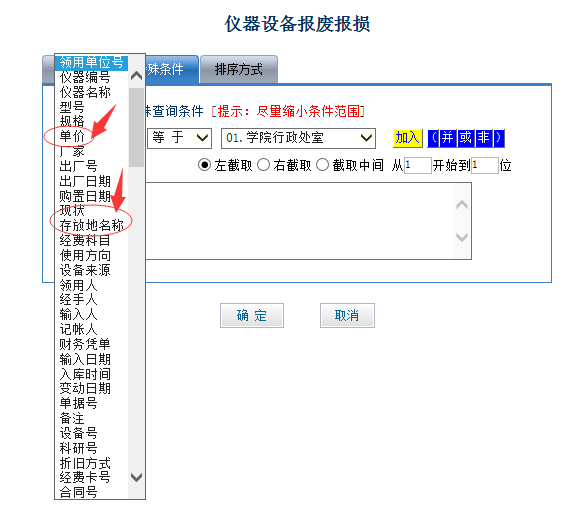 仪器设备报废报损
殊条件 排序方式
殊查询条件 [提示：尽量缩小条件范围]
等 于 01.学院行政处室 加入 ( 并 或 非 )
左截取 右截取 截取中间 从 1 开始到 1 位
确 定 取消
领用单位号
仪器编号
仪器名称
型号
规格
单价
厂家
出厂号
出厂日期
购置日期
现状
存放地名称
经费科目
使用方向
设备来源
领用人
经手人
输入人
记帐人
财务凭单
输入日期
入库时间
变动日期
单据号
备注
设备号
科研号
折旧方式
经费卡号
合同号